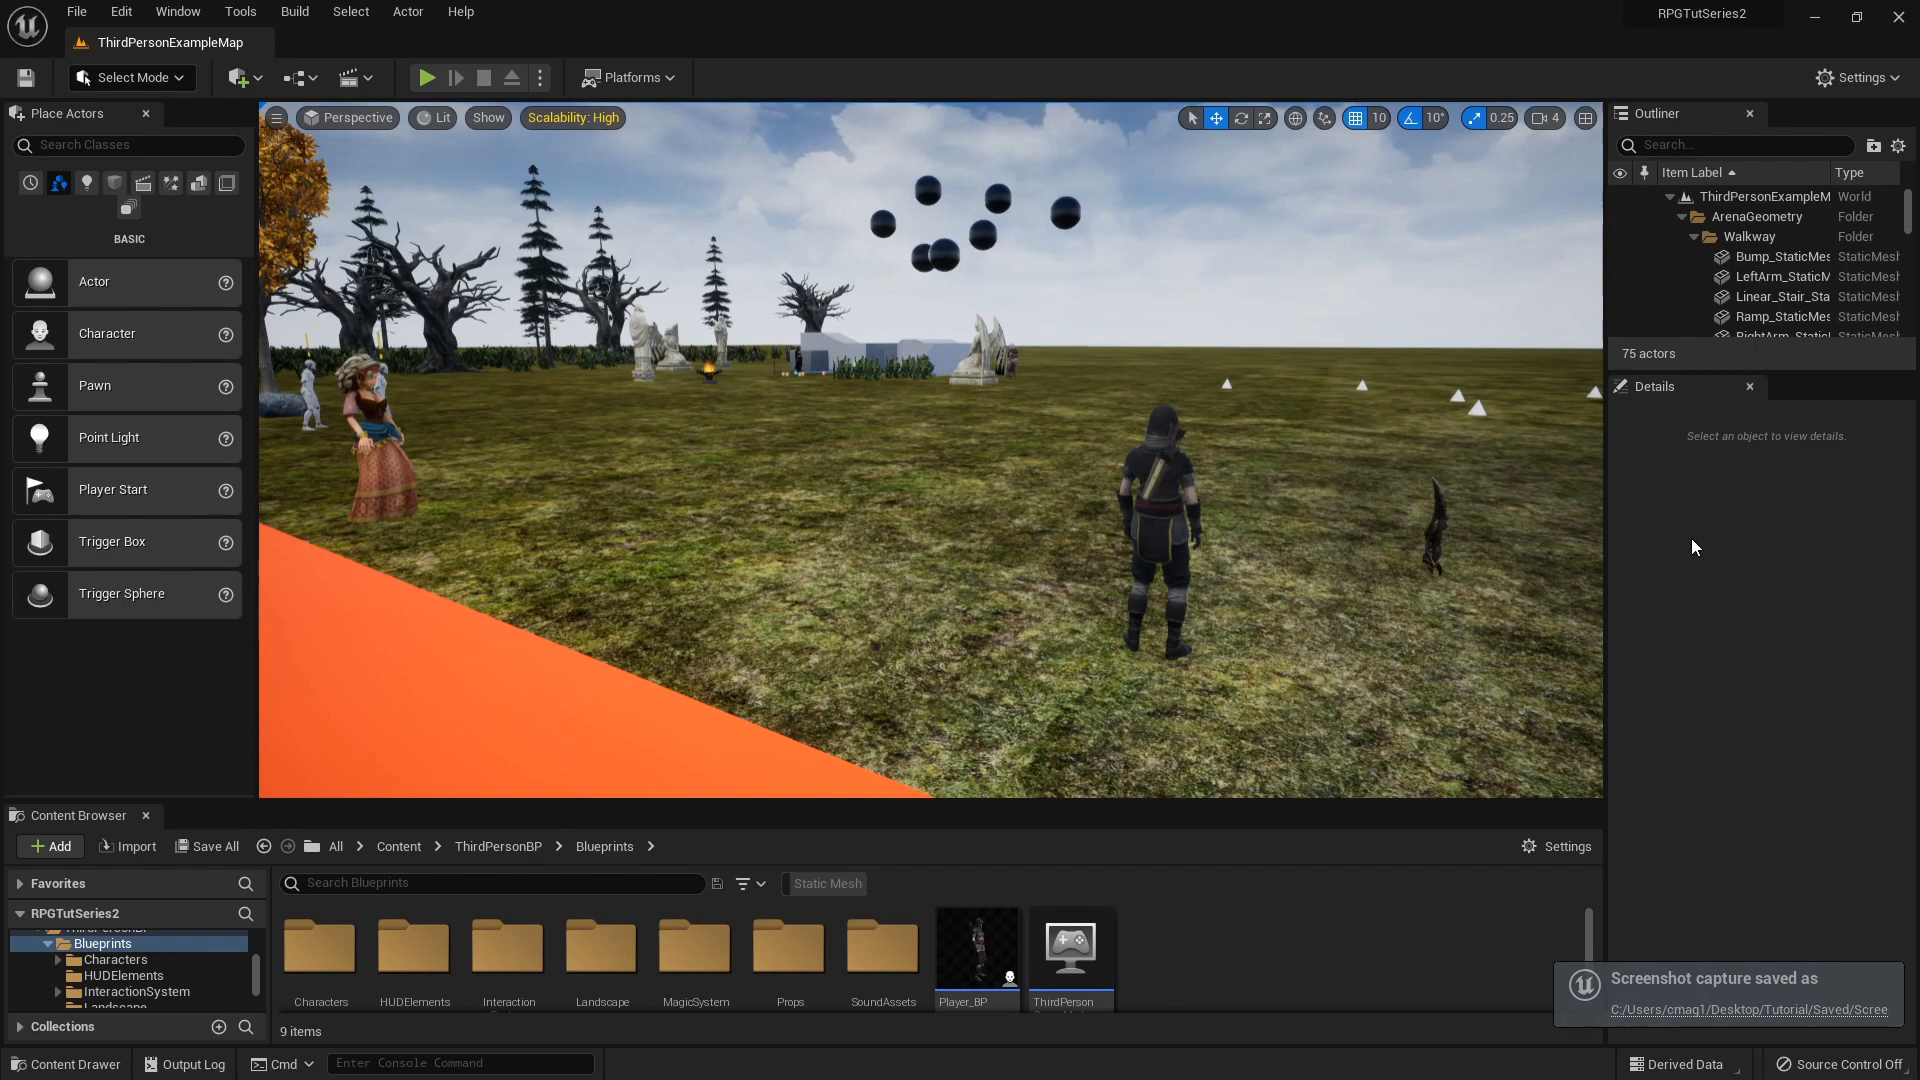 File Edit Window Tools Build Select Actor Help
RPGTutSeries2
ThirdPersonExampleMap
Select Mode
Platforms
Settings
Place Actors
Search Classes
BASIC
Actor
Character
Pawn
Point Light
Player Start
Trigger Box
Trigger Sphere
Perspective Lit Show Scalability: High
10 10° 0.25 4
Outliner
Search...
Item Label Type
ThirdPersonExampleM World
ArenaGeometry Folder
Walkway Folder
Bump_StaticMes StaticMesh
LeftArm_StaticM StaticMesh
Linear_Stair_Sta StaticMesh
Ramp_StaticMes StaticMesh
75 actors
Details
Select an object to view details.
Content Browser
Add Import Save All All Content ThirdPersonBP Blueprints Settings
Favorites
RPGTutSeries2
Blueprints
Characters
HUDElements
InteractionSystem
Landscape
Collections
Search Blueprints
Static Mesh
Characters HUDElements Interaction Landscape MagicSystem Props SoundAssets Player_BP ThirdPerson
9 items
Screenshot capture saved as
C:/Users/cmag1/Desktop/Tutorial/Saved/Scree
Content Drawer Output Log Cmd Enter Console Command Derived Data Source Control Off